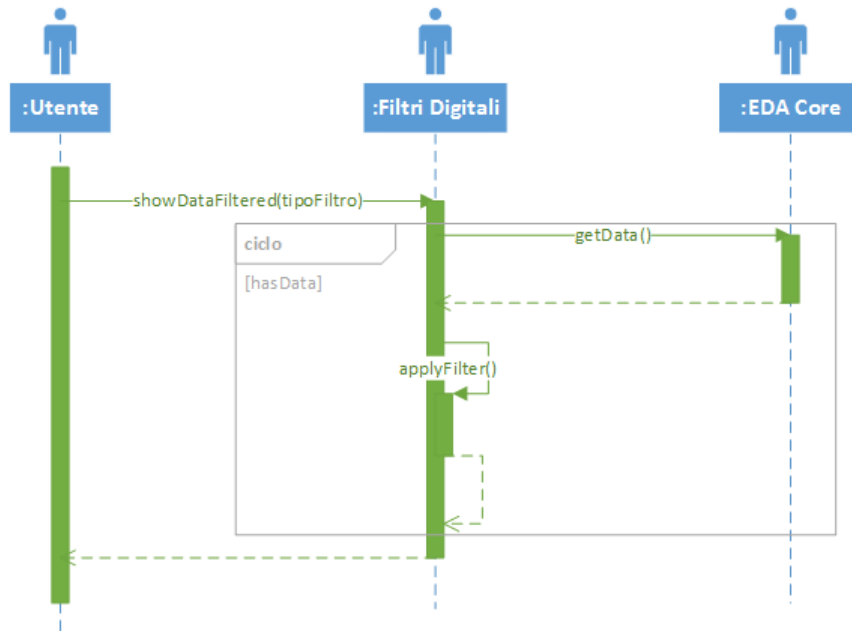 :Utente
:Filtri Digitali
:EDA Core
showDataFiltered(tipoFiltro)
ciclo
getData()
[hasData]
applyFilter()